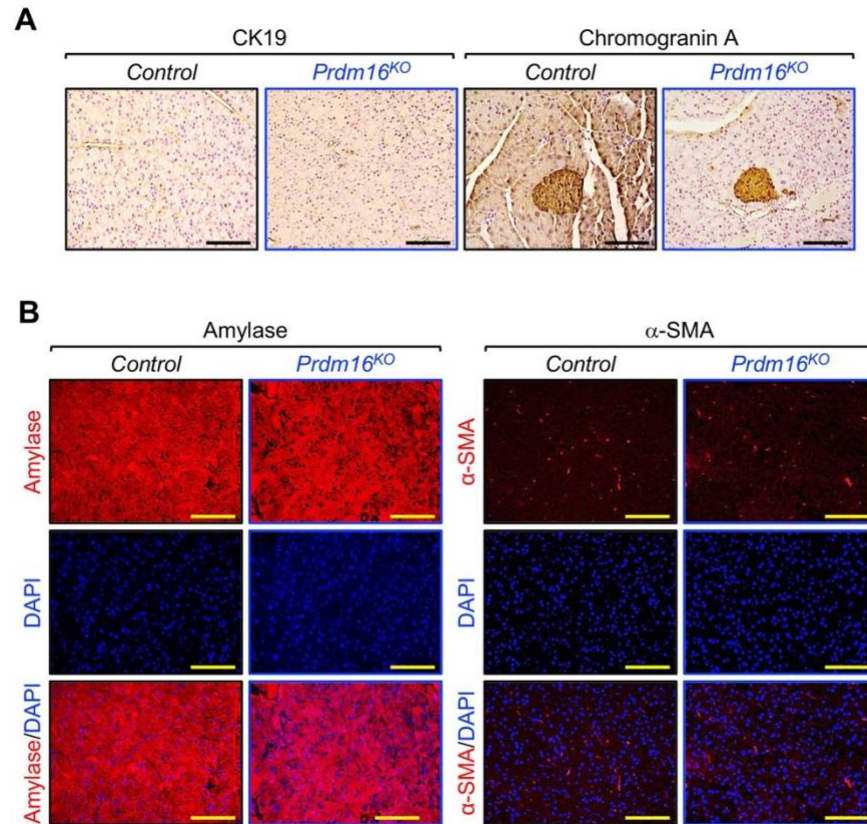 A
CK19 Chromogranin A
Control Prdm16KO Control Prdm16KO
B
Amylase α-SMA
Control Prdm16KO Control Prdm16KO
Amylase α-SMA
DAPI DAPI
Amylase/DAPI α-SMA/DAPI